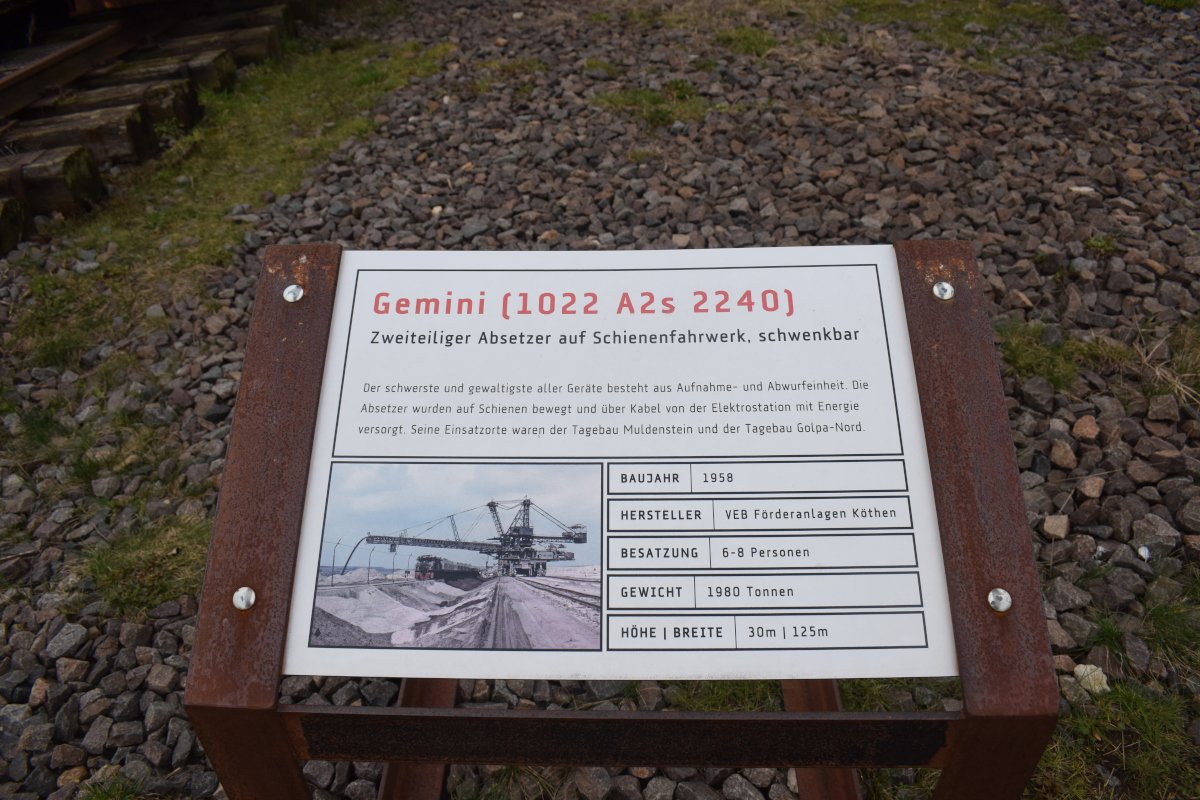 Gemini (1022 A2s 2240)
Zweiteiliger Absetzer auf Schienenfahrwerk, schwenkbar
Der schwerste und gewaltigste aller Geräte besteht aus Aufnahme- und Abwurfeinheit. Die
Absetzer wurden auf Schienen bewegt und über Kabel von der Elektrostation mit Energie
versorgt. Seine Einsatzorte waren der Tagebau Muldenstein und der Tagebau Golpa-Nord.
BAUJAHR 1958
HERSTELLER VEB Förderanlagen Köthen
BESATZUNG 6-8 Personen
GEWICHT 1980 Tonnen
HÖHE | BREITE 30m | 125m